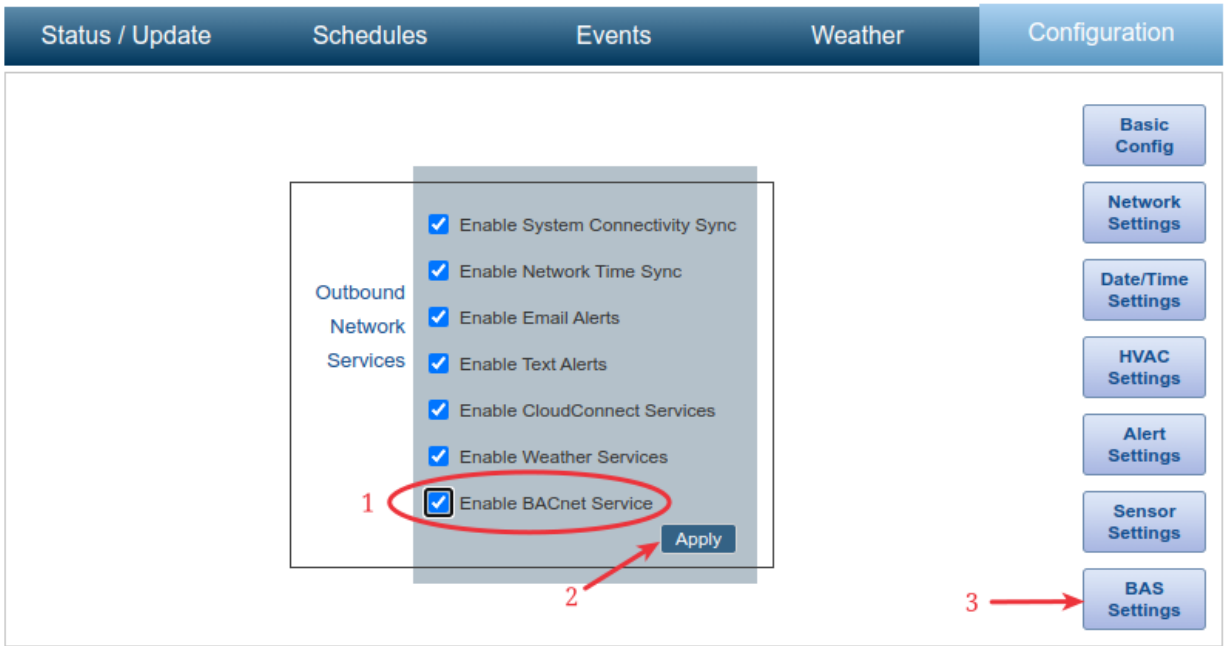 Status / Update Schedules Events Weather Configuration
Basic
Config
Network
Settings
Date/Time
Settings
HVAC
Settings
Alert
Settings
Sensor
Settings
BAS
Settings
Outbound
Network
Services
Enable System Connectivity Sync
Enable Network Time Sync
Enable Email Alerts
Enable Text Alerts
Enable CloudConnect Services
Enable Weather Services
1 Enable BACnet Service
Apply
2
3